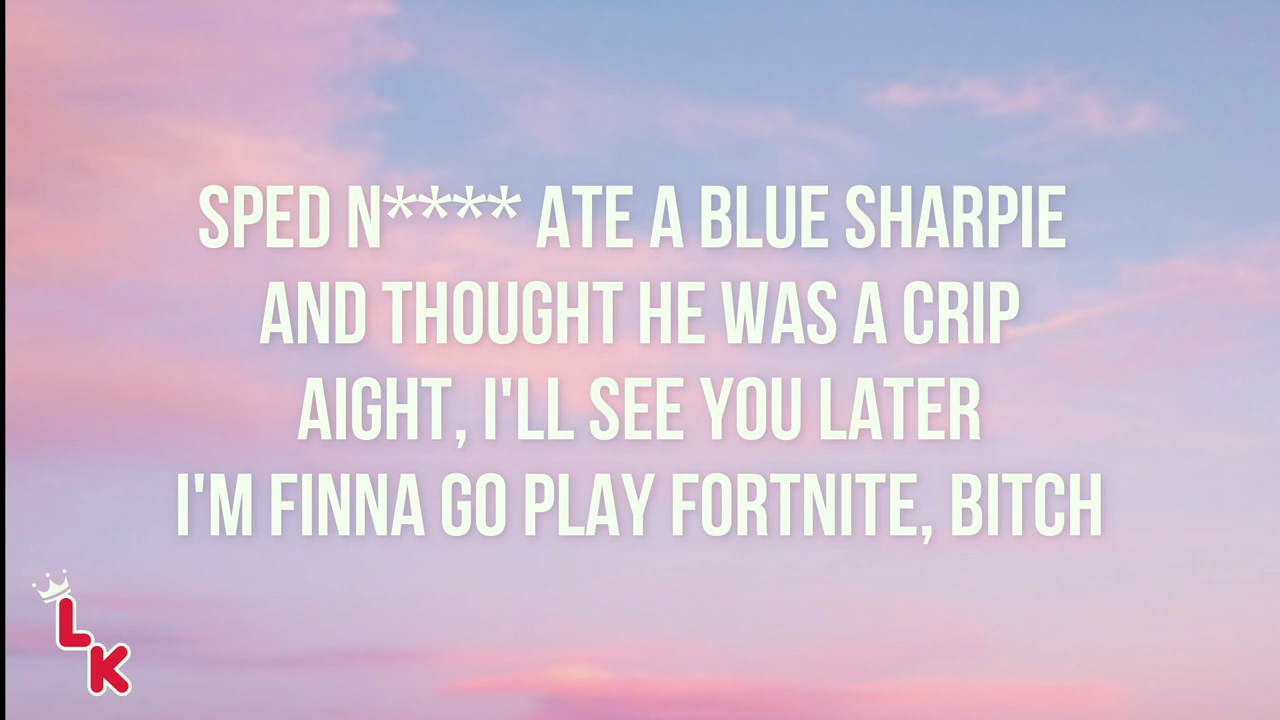 SPED N**** ATE A BLUE SHARPIE
AND THOUGHT HE WAS A CRIP
AIGHT, I'LL SEE YOU LATER
I'M FINNA GO PLAY FORTNITE, BITCH
L
K